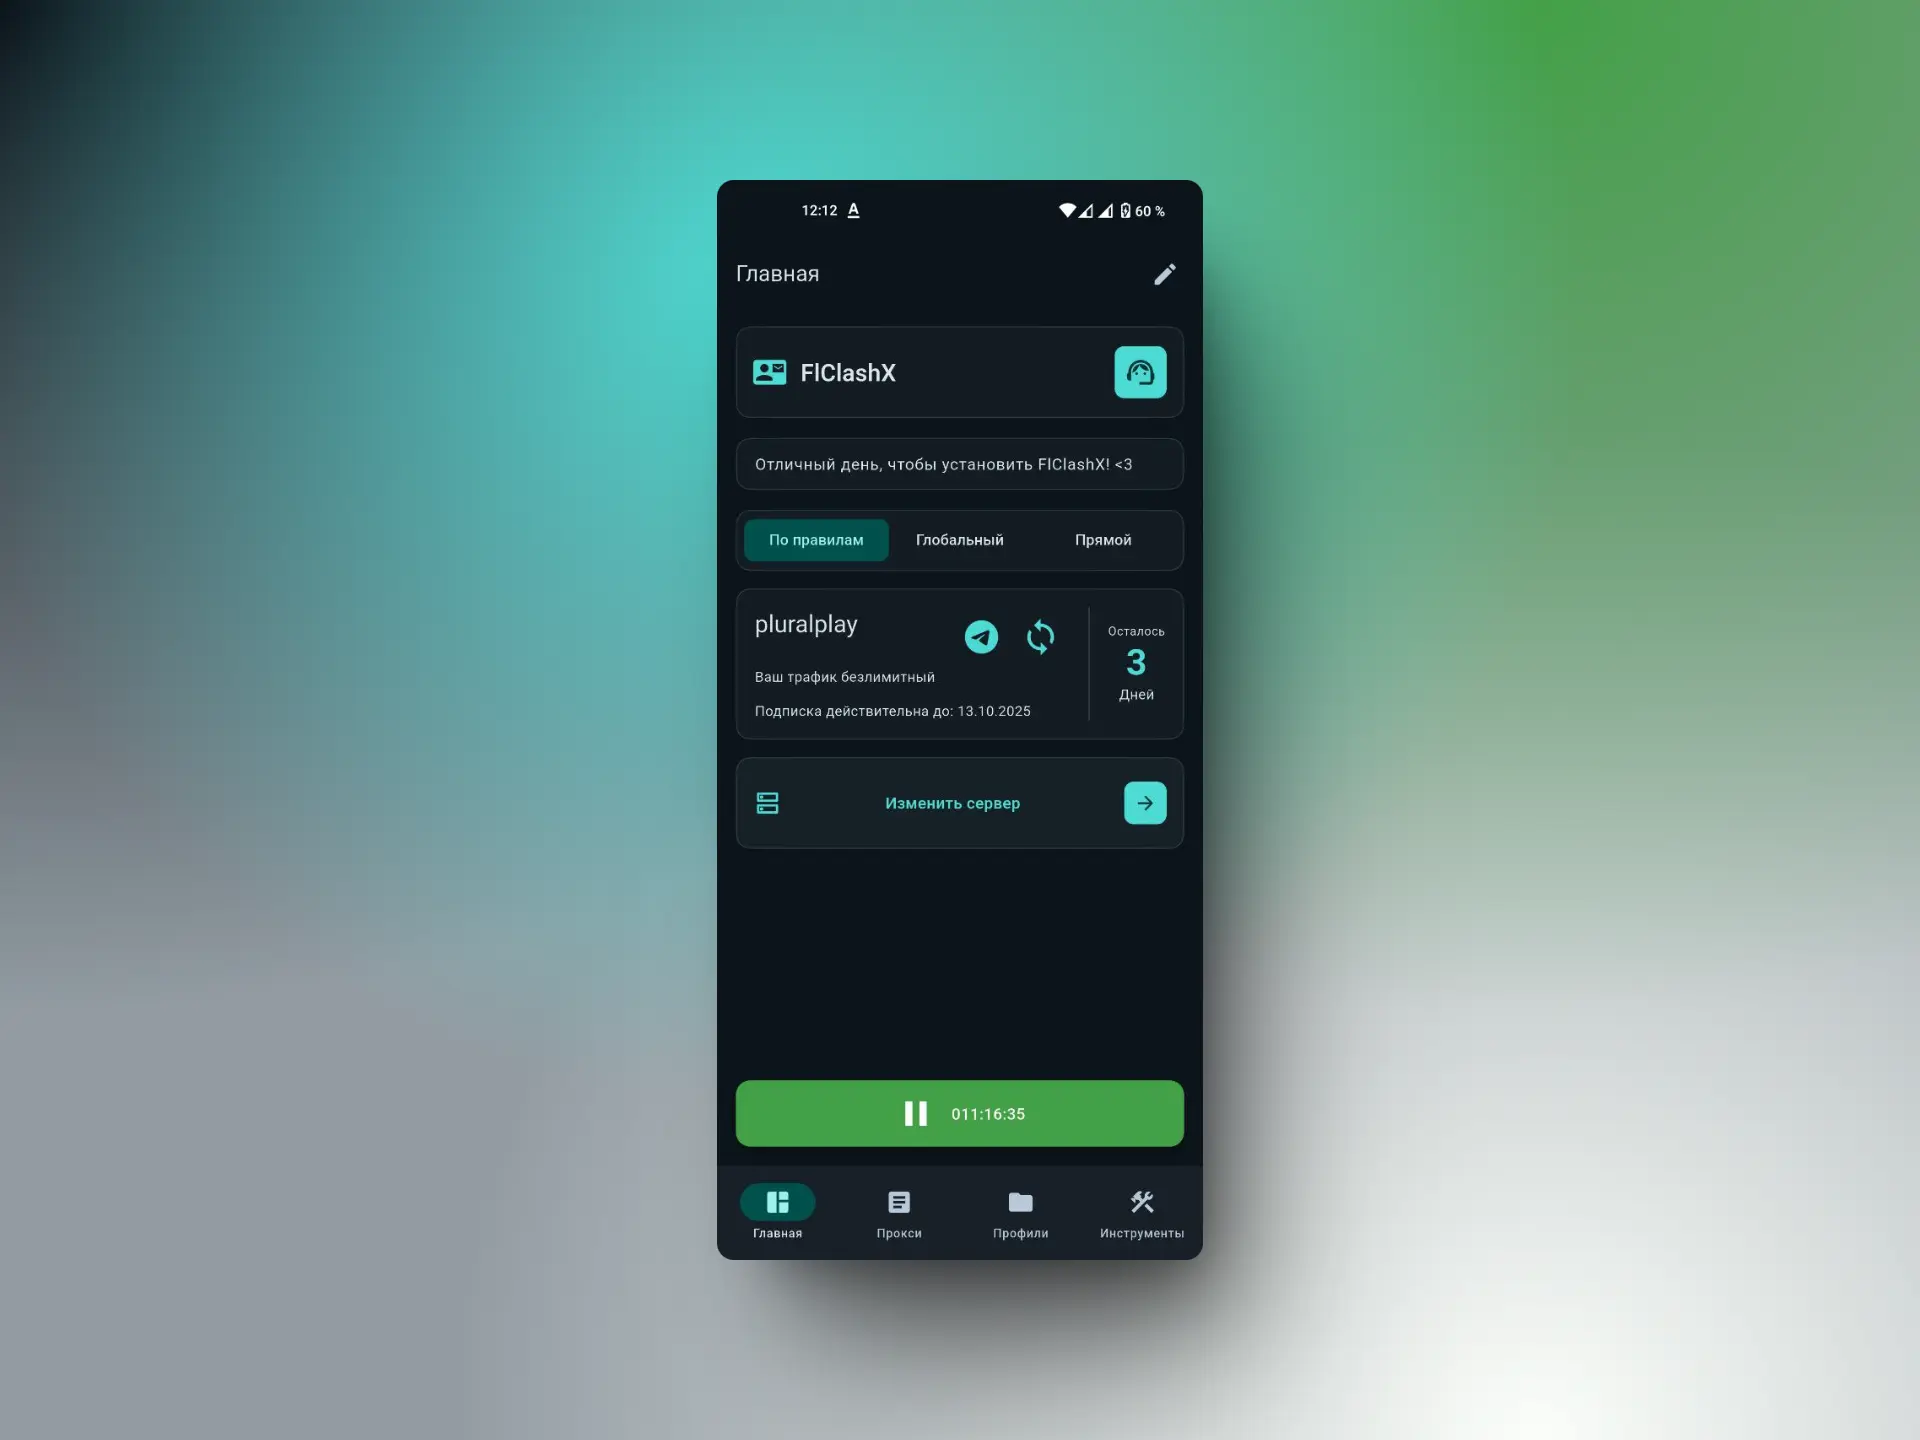 12:12 A 60 %
Главная
FlClashX
Отличный день, чтобы установить FlClashX! <3
По правилам Глобальный Прямой
pluralplay
Ваш трафик безлимитный
Подписка действительна до: 13.10.2025
Осталось
3
Дней
Изменить сервер
011:16:35
Главная Прокси Профили Инструменты